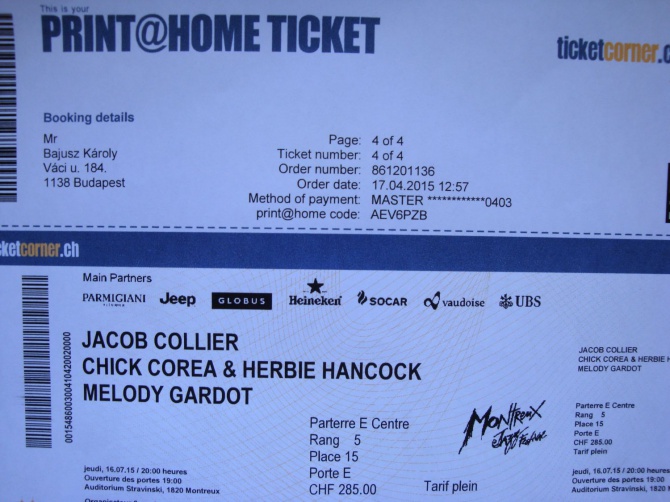 This is your
PRINT@HOME TICKET
ticketcorner.c
Booking details
Mr
Bajusz Károly
Váci u. 184.
1138 Budapest
Page: 4 of 4
Ticket number: 4 of 4
Order number: 861201136
Order date: 17.04.2015 12:57
Method of payment: MASTER ************0403
print@home code: AEV6PZB
cketcorner.ch
Main Partners
PARMIGIANI Jeep GLOBUS Heineken SOCAR vaudoise UBS
00154860033004104200200000
JACOB COLLIER
CHICK COREA & HERBIE HANCOCK
MELODY GARDOT
Parterre E Centre
Rang 5
Place 15
Porte E
CHF 285.00
Tarif plein
Montreux
Jazz Festival
jeudi, 16.07.15 / 20:00 heures
Ouverture des portes 19:00
Auditorium Stravinski, 1820 Montreux
JACOB COLLIER
CHICK COREA & HERBIE H
MELODY GARDOT
Parterre E Centre
Rang 5
Place 15
Porte E
CHF 285.00
Tarif plein
jeudi, 16.07.15 / 20:00 heures
Ouverture des portes 19:00
Auditorium Stravinski, 1820 M